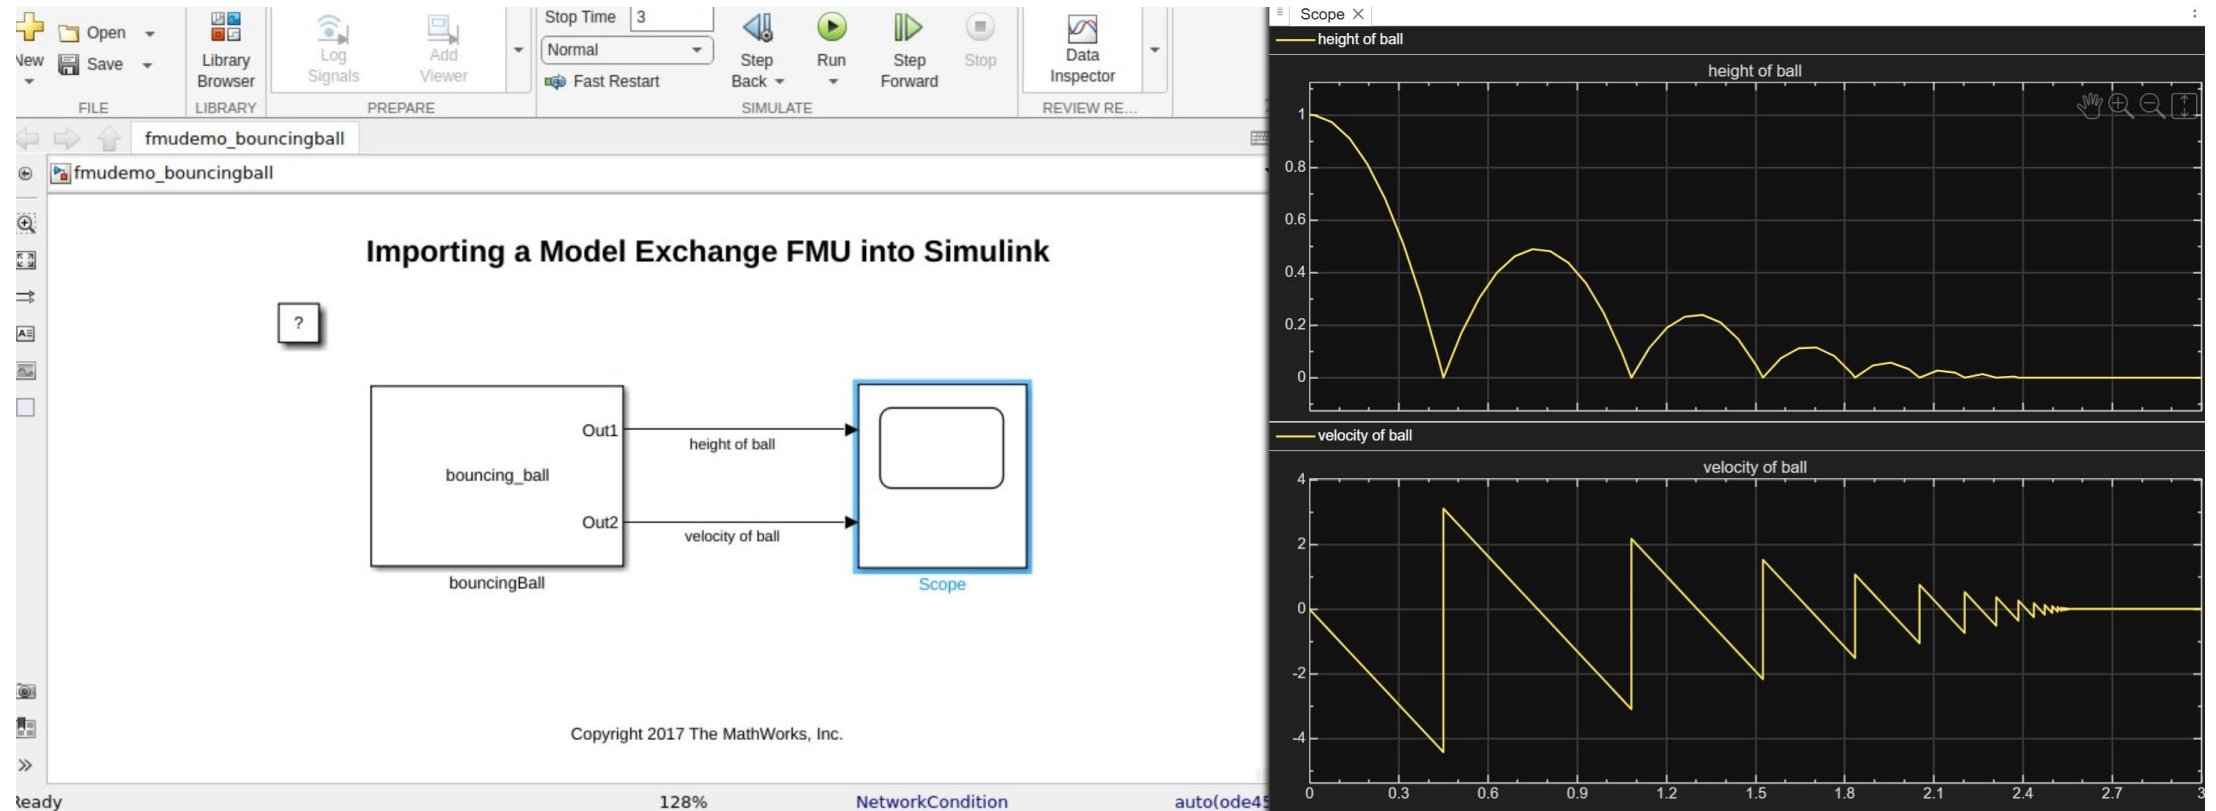 Stop Time 3
New
Open
Save
FILE
Library
Browser
LIBRARY
Log
Signals
Add
Viewer
PREPARE
Normal
Fast Restart
Step
Back
Run
Step
Forward
Stop
SIMULATE
Data
Inspector
REVIEW RE...
fmudemo_bouncingball
fmudemo_bouncingball
Importing a Model Exchange FMU into Simulink
?
Out1
bouncing_ball
Out2
bouncingBall
height of ball
velocity of ball
Scope
Copyright 2017 The MathWorks, Inc.
Ready
128%
NetworkCondition
auto(ode45
Scope
height of ball
height of ball
1
0.8
0.6
0.4
0.2
0
velocity of ball
velocity of ball
4
2
0
-2
-4
0 0.3 0.6 0.9 1.2 1.5 1.8 2.1 2.4 2.7 3